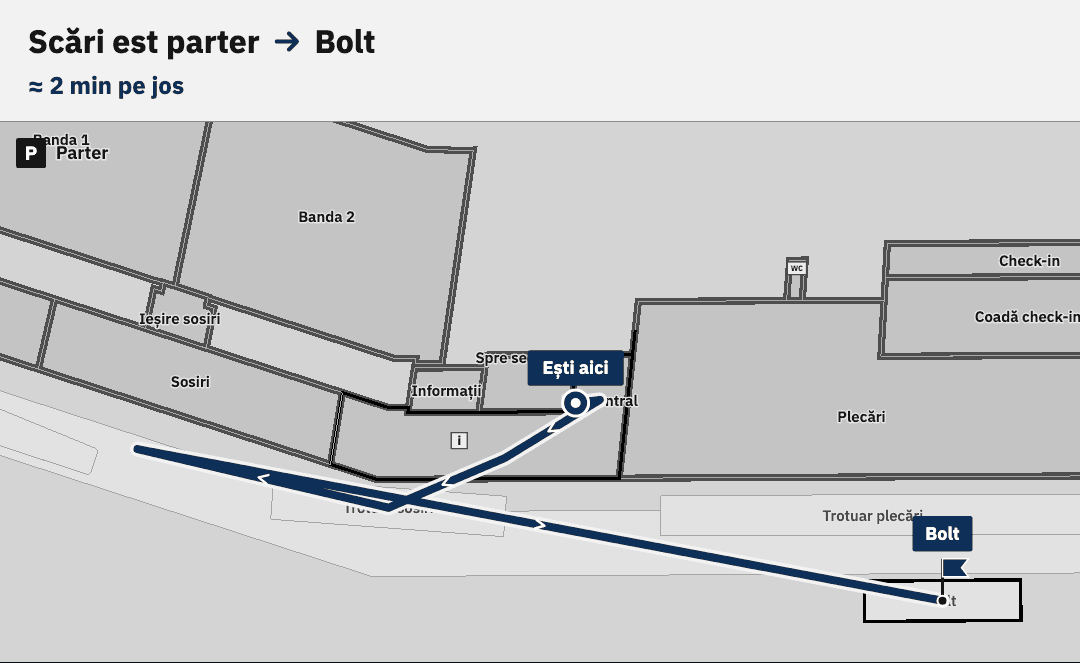 Scări est parter → Bolt
≈ 2 min pe jos
Banda 1
P Parter
Banda 2
wc
Check-in
Ieșire sosiri
Coadă check-in
Spre se
Ești aici
Sosiri
Informații
ntral
Plecări
i
Trotuar plecări
Bolt